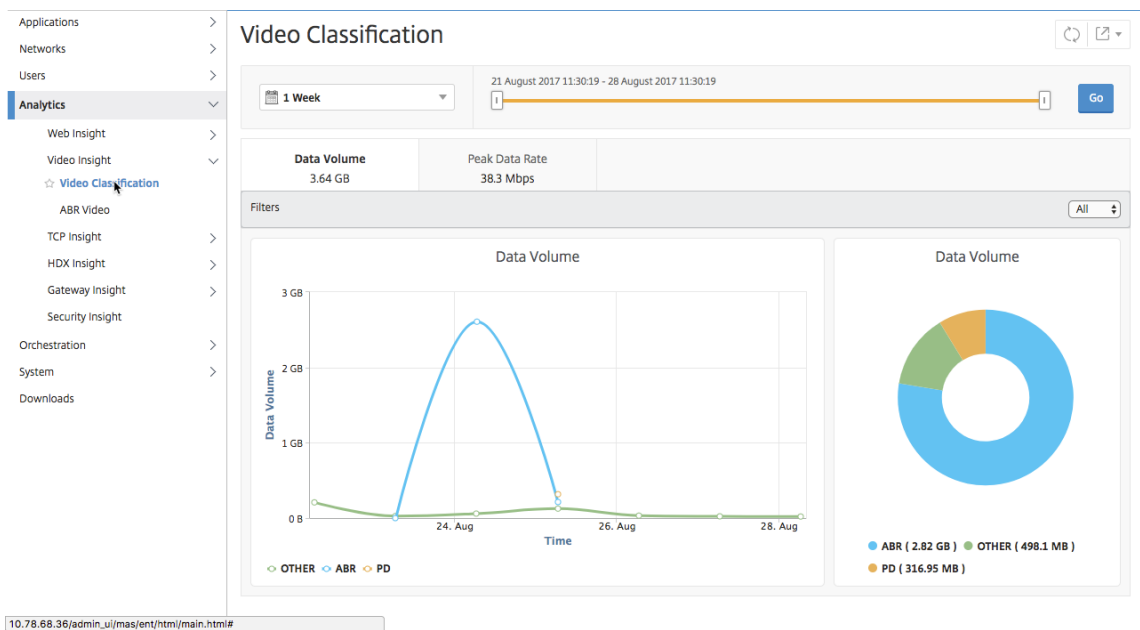 Applications
Networks
Users
Analytics
Web Insight
Video Insight
Video Classification
ABR Video
TCP Insight
HDX Insight
Gateway Insight
Security Insight
Orchestration
System
Downloads
Video Classification
1 Week
21 August 2017 11:30:19 - 28 August 2017 11:30:19
Go
Data Volume
3.64 GB
Peak Data Rate
38.3 Mbps
Filters
All
Data Volume
3 GB
2 GB
1 GB
0 B
Data Volume
24. Aug
26. Aug
28. Aug
Time
OTHER ABR PD
Data Volume
ABR ( 2.82 GB ) OTHER ( 498.1 MB )
PD ( 316.95 MB )
10.78.68.36/admin_ui/mas/ent/html/main.html#